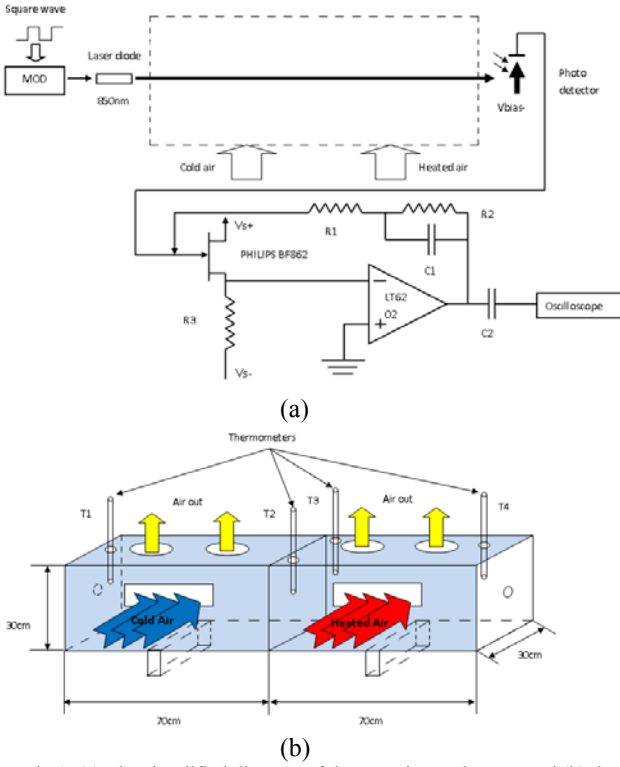 Square wave
MOD
Laser diode
850nm
Photo
detector
Vbias-
Cold air
Heated air
Vs+
R1
R2
C1
PHILIPS BF862
R3
LT62
02
C2
Oscilloscope
Vs-
(a)
Thermometers
T1
Air out
T2
T3
Air out
T4
Cold Air
Heated Air
30cm
30cm
70cm
70cm
(b)